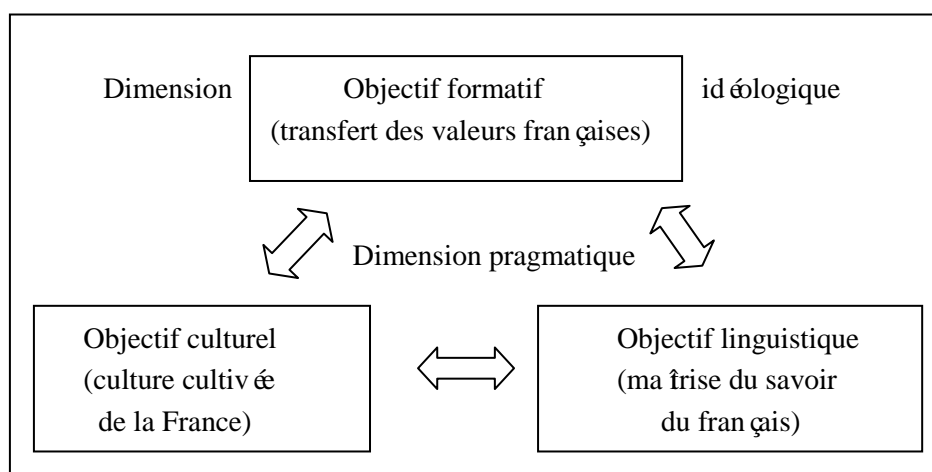 Dimension Objectif formatif idéologique
(transfert des valeurs françaises)
Dimension pragmatique
Objectif culturel
(culture cultivée
de la France)
Objectif linguistique
(maîtrise du savoir
du français)